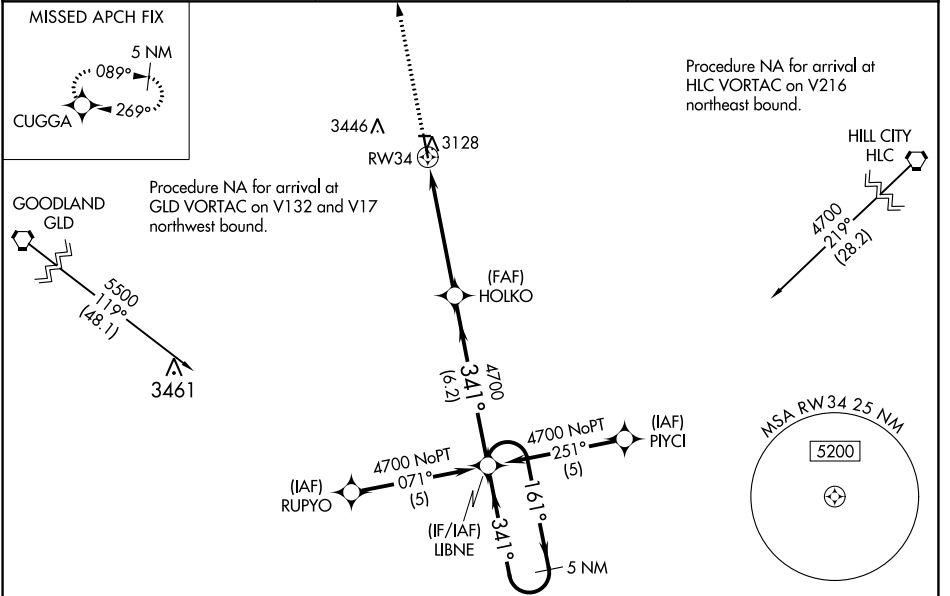 MISSED APCH FIX
5 NM
089°
269°
CUGGA
Procedure NA for arrival at
HLC VORTAC on V216
northeast bound.
3446
3128
RW34
HILL CITY
HLC
4700
219°
(28.2)
Procedure NA for arrival at
GLD VORTAC on V132 and V17
northwest bound.
GOODLAND
GLD
5500
119°
(48.1)
3461
(FAF)
HOLKO
4700
341°
(6.2)
MSA RW34 25 NM
5200
(IAF)
PIYCI
4700 NoPT
251°
(5)
4700 NoPT
071°
(5)
(IAF)
RUPYO
(IF/IAF)
LIBNE
161°
341°
5 NM